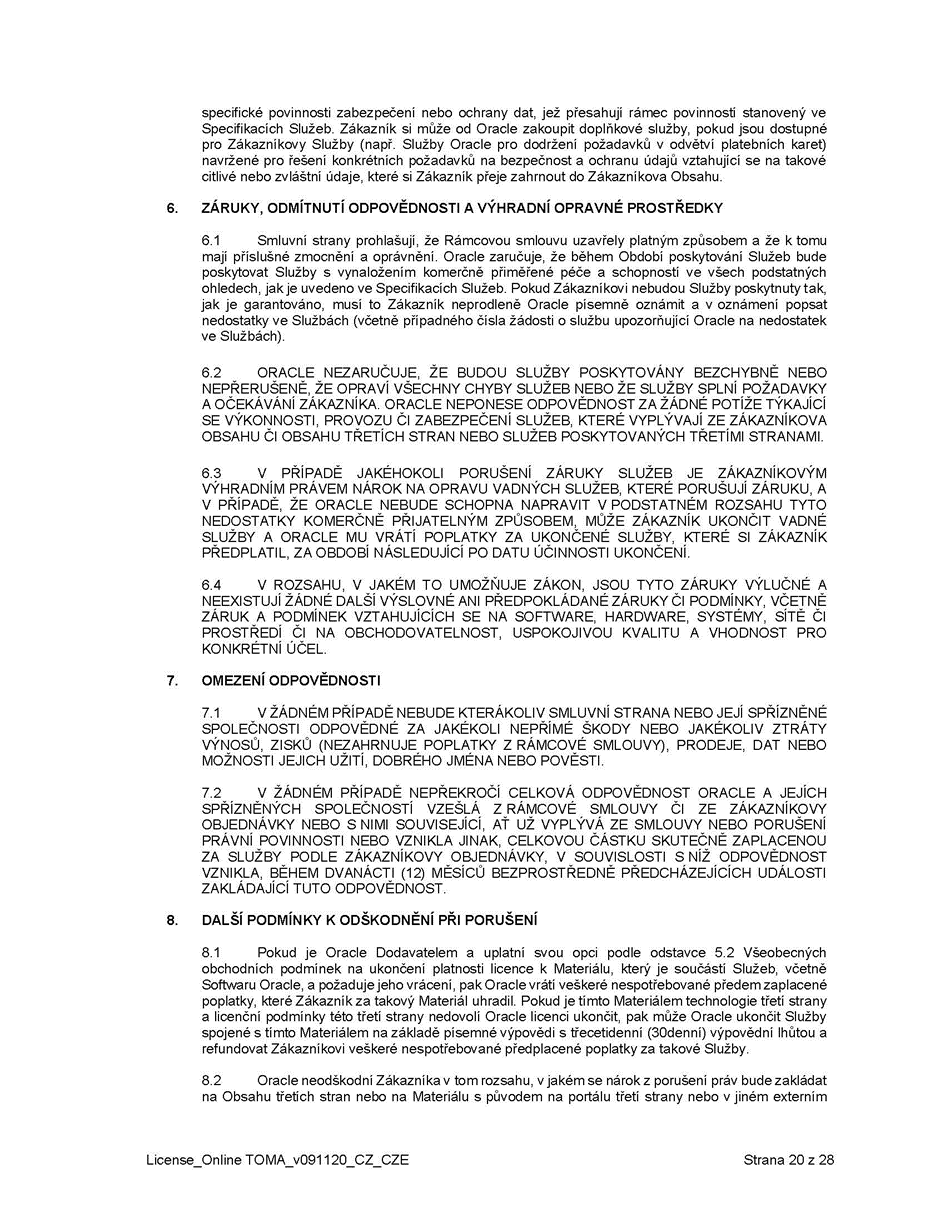 specifické povinnosti zabezpečení nebo ochrany dat, jež přesahují rámec povinností stanovený ve
Specifikacích Služeb. Zákazník si může od Oracle zakoupit doplňkové služby, pokud jsou dostupné
pro Zákazníkovy Služby (např. Služby Oracle pro dodržení požadavků v odvětví platebních karet)
navržené pro řešení konkrétních požadavků na bezpečnost a ochranu údajů vztahující se na takové
citlivé nebo zvláštní údaje, které si Zákazník přeje zahrnout do Zákazníkova Obsahu.
6. ZÁRUKY, ODMÍTNUTÍ ODPOVĚDNOSTI A VÝHRADNÍ OPRAVNÉ PROSTŘEDKY
6.1 Smluvní strany prohlašují, že Rámcovou smlouvu uzavřely platným způsobem a že k tomu
mají příslušné zmocnění a oprávnění. Oracle zaručuje, že během Období poskytování Služeb bude
poskytovat Služby s vynaložením komerčně přiměřené péče a schopností ve všech podstatných
ohledech, jak je uvedeno ve Specifikacích Služeb. Pokud Zákazníkovi nebudou Služby poskytnuty tak,
jak je garantováno, musí to Zákazník neprodleně Oracle písemně oznámit a v oznámení popsat
nedostatky ve Službách (včetně případného čísla žádosti o službu upozorňující Oracle na nedostatek
ve Službách).
6.2 ORACLE NEZARUČUJE, ŽE BUDOU SLUŽBY POSKYTOVÁNY BEZCHYBNĚ NEBO
NEPŘERUŠENĚ, ŽE OPRAVÍ VŠECHNY CHYBY SLUŽEB NEBO ŽE SLUŽBY SPLNÍ POŽADAVKY
A OČEKÁVÁNÍ ZÁKAZNÍKA. ORACLE NEPONESE ODPOVĚDNOST ZA ŽÁDNÉ POTÍŽE TÝKAJÍCÍ
SE VÝKONNOSTI, PROVOZU ČI ZABEZPEČENÍ SLUŽEB, KTERÉ VYPLÝVAJÍ ZE ZÁKAZNÍKOVA
OBSAHU ČI OBSAHU TŘETÍCH STRAN NEBO SLUŽEB POSKYTOVANÝCH TŘETÍMI STRANAMI.
6.3 V PŘÍPADĚ JAKÉHOKOLI PORUŠENÍ ZÁRUKY SLUŽEB JE ZÁKAZNÍKOVÝM
VÝHRADNÍM PRÁVEM NÁROK NA OPRAVU VADNÝCH SLUŽEB, KTERÉ PORUŠUJÍ ZÁRUKU, A
V PŘÍPADĚ, ŽE ORACLE NEBUDE SCHOPNA NAPRAVIT V PODSTATNÉM ROZSAHU TYTO
NEDOSTATKY KOMERČNĚ PŘIJATELNÝM ZPŮSOBEM, MŮŽE ZÁKAZNÍK UKONČIT VADNÉ
SLUŽBY A ORACLE MU VRÁTÍ POPLATKY ZA UKONČENÉ SLUŽBY, KTERÉ SI ZÁKAZNÍK
PŘEDPLATIL, ZA OBDOBÍ NÁSLEDUJÍCÍ PO DATU ÚČINNOSTI UKONČENÍ.
6.4 V ROZSAHU, V JAKÉM TO UMOŽŇUJE ZÁKON, JSOU TYTO ZÁRUKY VÝLUČNÉ A
NEEXISTUJÍ ŽÁDNÉ DALŠÍ VÝSLOVNÉ ANI PŘEDPOKLÁDANÉ ZÁRUKY ČI PODMÍNKY, VČETNĚ
ZÁRUK A PODMÍNEK VZTAHUJÍCÍCH SE NA SOFTWARE, HARDWARE, SYSTÉMY, SÍTĚ ČI
PROSTŘEDÍ ČI NA OBCHODOVATELNOST, USPOKOJIVOU KVALITU A VHODNOST PRO
KONKRÉTNÍ ÚČEL.
7. OMEZENÍ ODPOVĚDNOSTI
7.1 V ŽÁDNÉM PŘÍPADĚ NEBUDE KTERÁKOLIV SMLUVNÍ STRANA NEBO JEJÍ SPŘÍZNĚNÉ
SPOLEČNOSTI ODPOVĚDNÉ ZA JAKÉKOLI NEPŘÍMÉ ŠKODY NEBO JAKÉKOLIV ZTRÁTY
VÝNOSŮ, ZISKŮ (NEZAHRNUJE POPLATKY Z RÁMCOVÉ SMLOUVY), PRODEJE, DAT NEBO
MOŽNOSTI JEJICH UŽITÍ, DOBRÉHO JMÉNA NEBO POVĚSTI.
7.2 V ŽÁDNÉM PŘÍPADĚ NEPŘEKROČÍ CELKOVÁ ODPOVĚDNOST ORACLE A JEJÍCH
SPŘÍZNĚNÝCH SPOLEČNOSTÍ VZEŠLÁ Z RÁMCOVÉ SMLOUVY ČI ZE ZÁKAZNÍKOVY
OBJEDNÁVKY NEBO S NIMI SOUVISEJÍCÍ, AŤ UŽ VYPLÝVÁ ZE SMLOUVY NEBO PORUŠENÍ
PRÁVNÍ POVINNOSTI NEBO VZNIKLA JINAK, CELKOVOU ČÁSTKU SKUTEČNĚ ZAPLACENOU
ZA SLUŽBY PODLE ZÁKAZNÍKOVY OBJEDNÁVKY, V SOUVISLOSTI S NÍŽ ODPOVĚDNOST
VZNIKLA, BĚHEM DVANÁCTI (12) MĚSÍCŮ BEZPROSTŘEDNĚ PŘEDCHÁZEJÍCÍCH UDÁLOSTI
ZAKLÁDAJÍCÍ TUTO ODPOVĚDNOST.
8. DALŠÍ PODMÍNKY K ODŠKODNĚNÍ PŘI PORUŠENÍ
8.1 Pokud je Oracle Dodavatelem a uplatní svou opci podle odstavce 5.2 Všeobecných
obchodních podmínek na ukončení platnosti licence k Materiálu, který je součástí Služeb, včetně
Softwaru Oracle, a požaduje jeho vrácení, pak Oracle vrátí veškeré nespotřebované předem zaplacené
poplatky, které Zákazník za takový Materiál uhradil. Pokud je tímto Materiálem technologie třetí strany
a licenční podmínky této třetí strany nedovolí Oracle licenci ukončit, pak může Oracle ukončit Služby
spojené s tímto Materiálem na základě písemné výpovědi s třicetidenní (30denní) výpovědní lhůtou a
refundovat Zákazníkovi veškeré nespotřebované předplacené poplatky za takové Služby.
8.2 Oracle neodškodní Zákazníka v tom rozsahu, v jakém se nárok z porušení práv bude zakládat
na Obsahu třetích stran nebo na Materiálu s původem na portálu třetí strany nebo v jiném externím
License_Online TOMA_v091120_CZ_CZE Strana 20 z 28